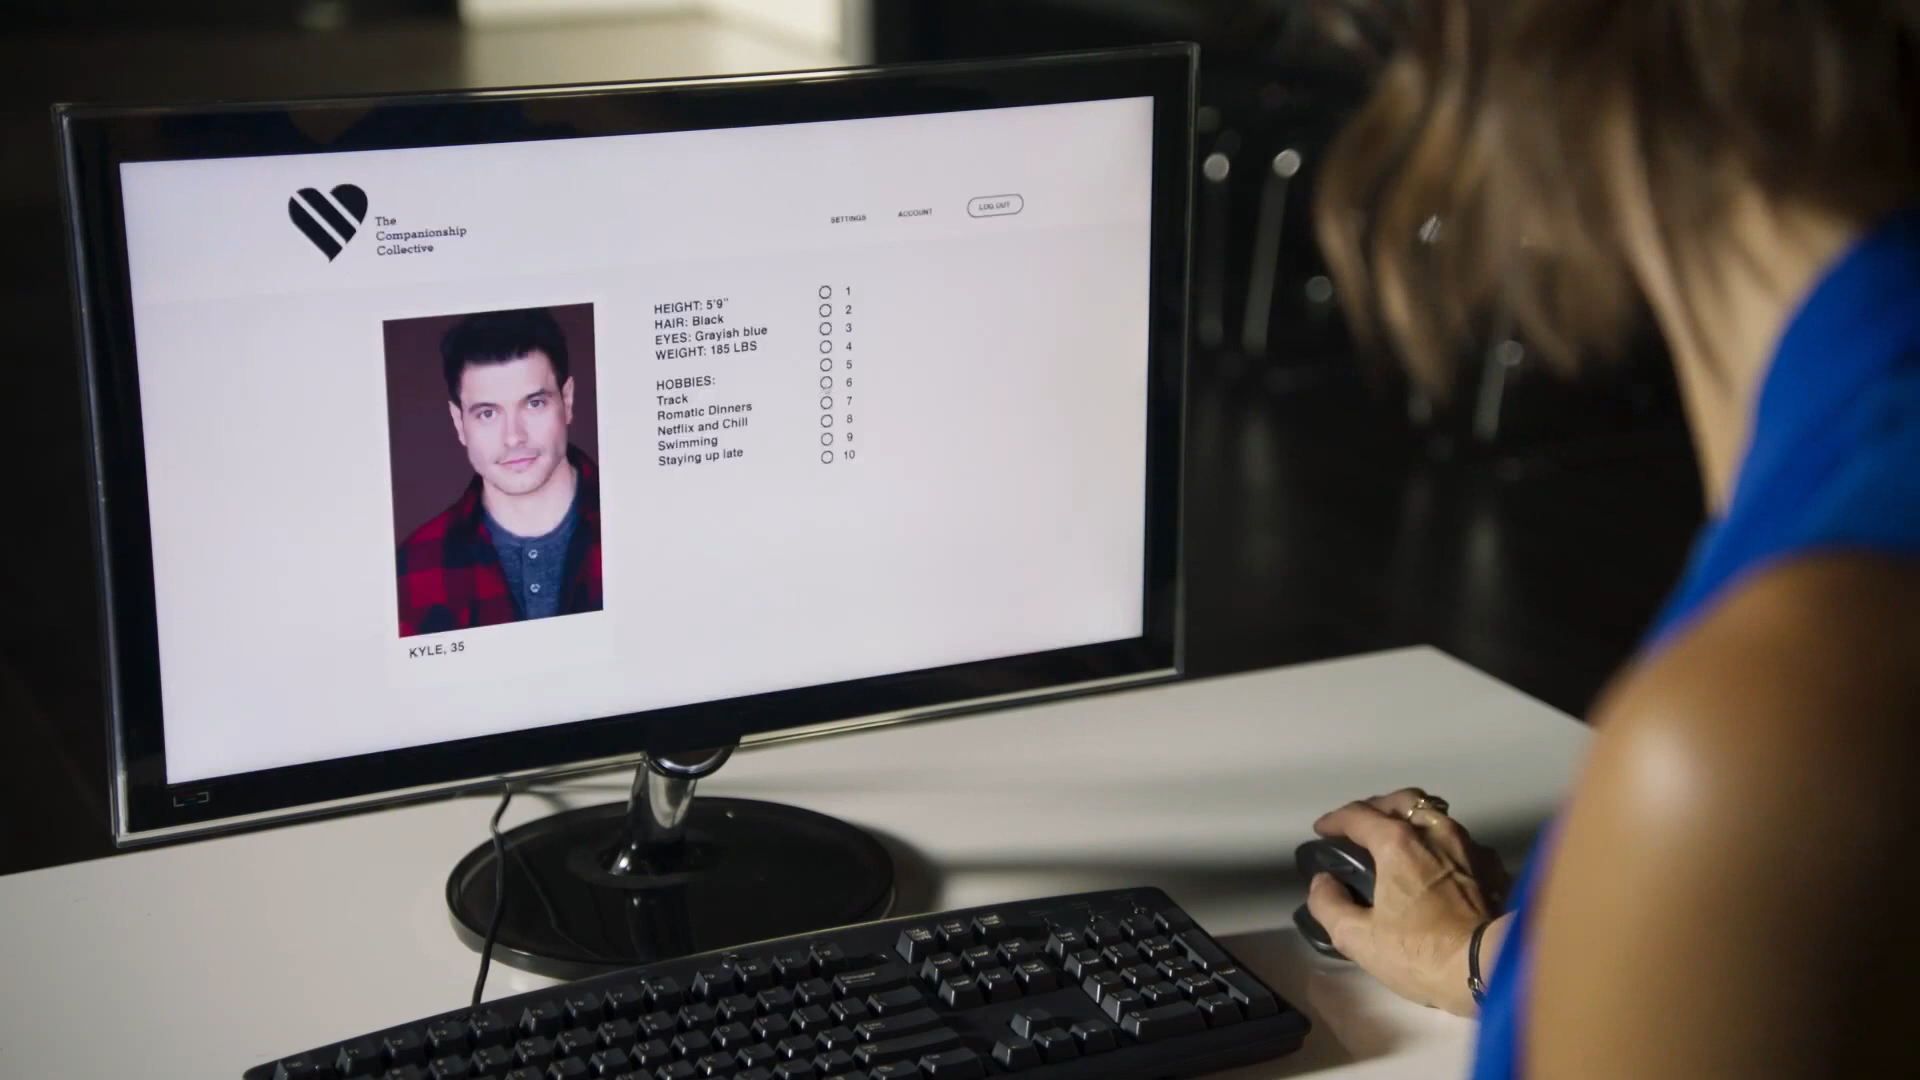 The
Companionship
Collective
SETTINGS
ACCOUNT
LOG OUT
HEIGHT: 5'9"
HAIR: Black
EYES: Grayish blue
WEIGHT: 185 LBS
HOBBIES:
Track
Romatic Dinners
Netflix and Chill
Swimming
Staying up late
1
2
3
4
5
6
7
8
9
10
KYLE, 35